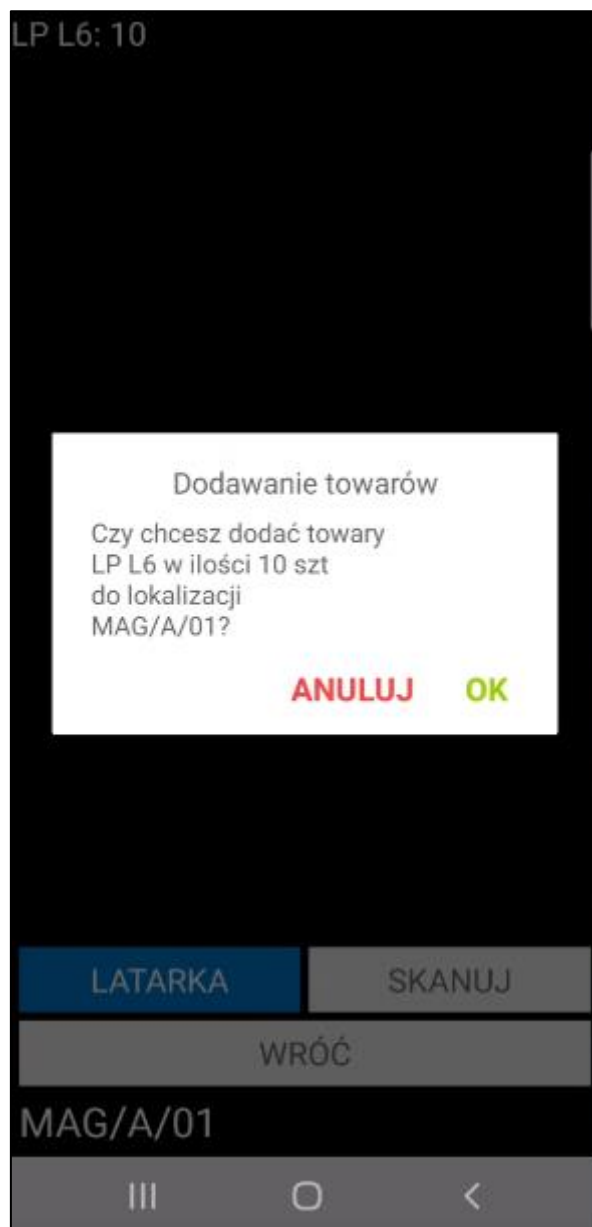 LP L6: 10
Dodawanie towarów
Czy chcesz dodać towary
LP L6 w ilości 10 szt
do lokalizacji
MAG/A/01?
ANULUJ OK
LATARKA SKANUJ
WRÓĆ
MAG/A/01